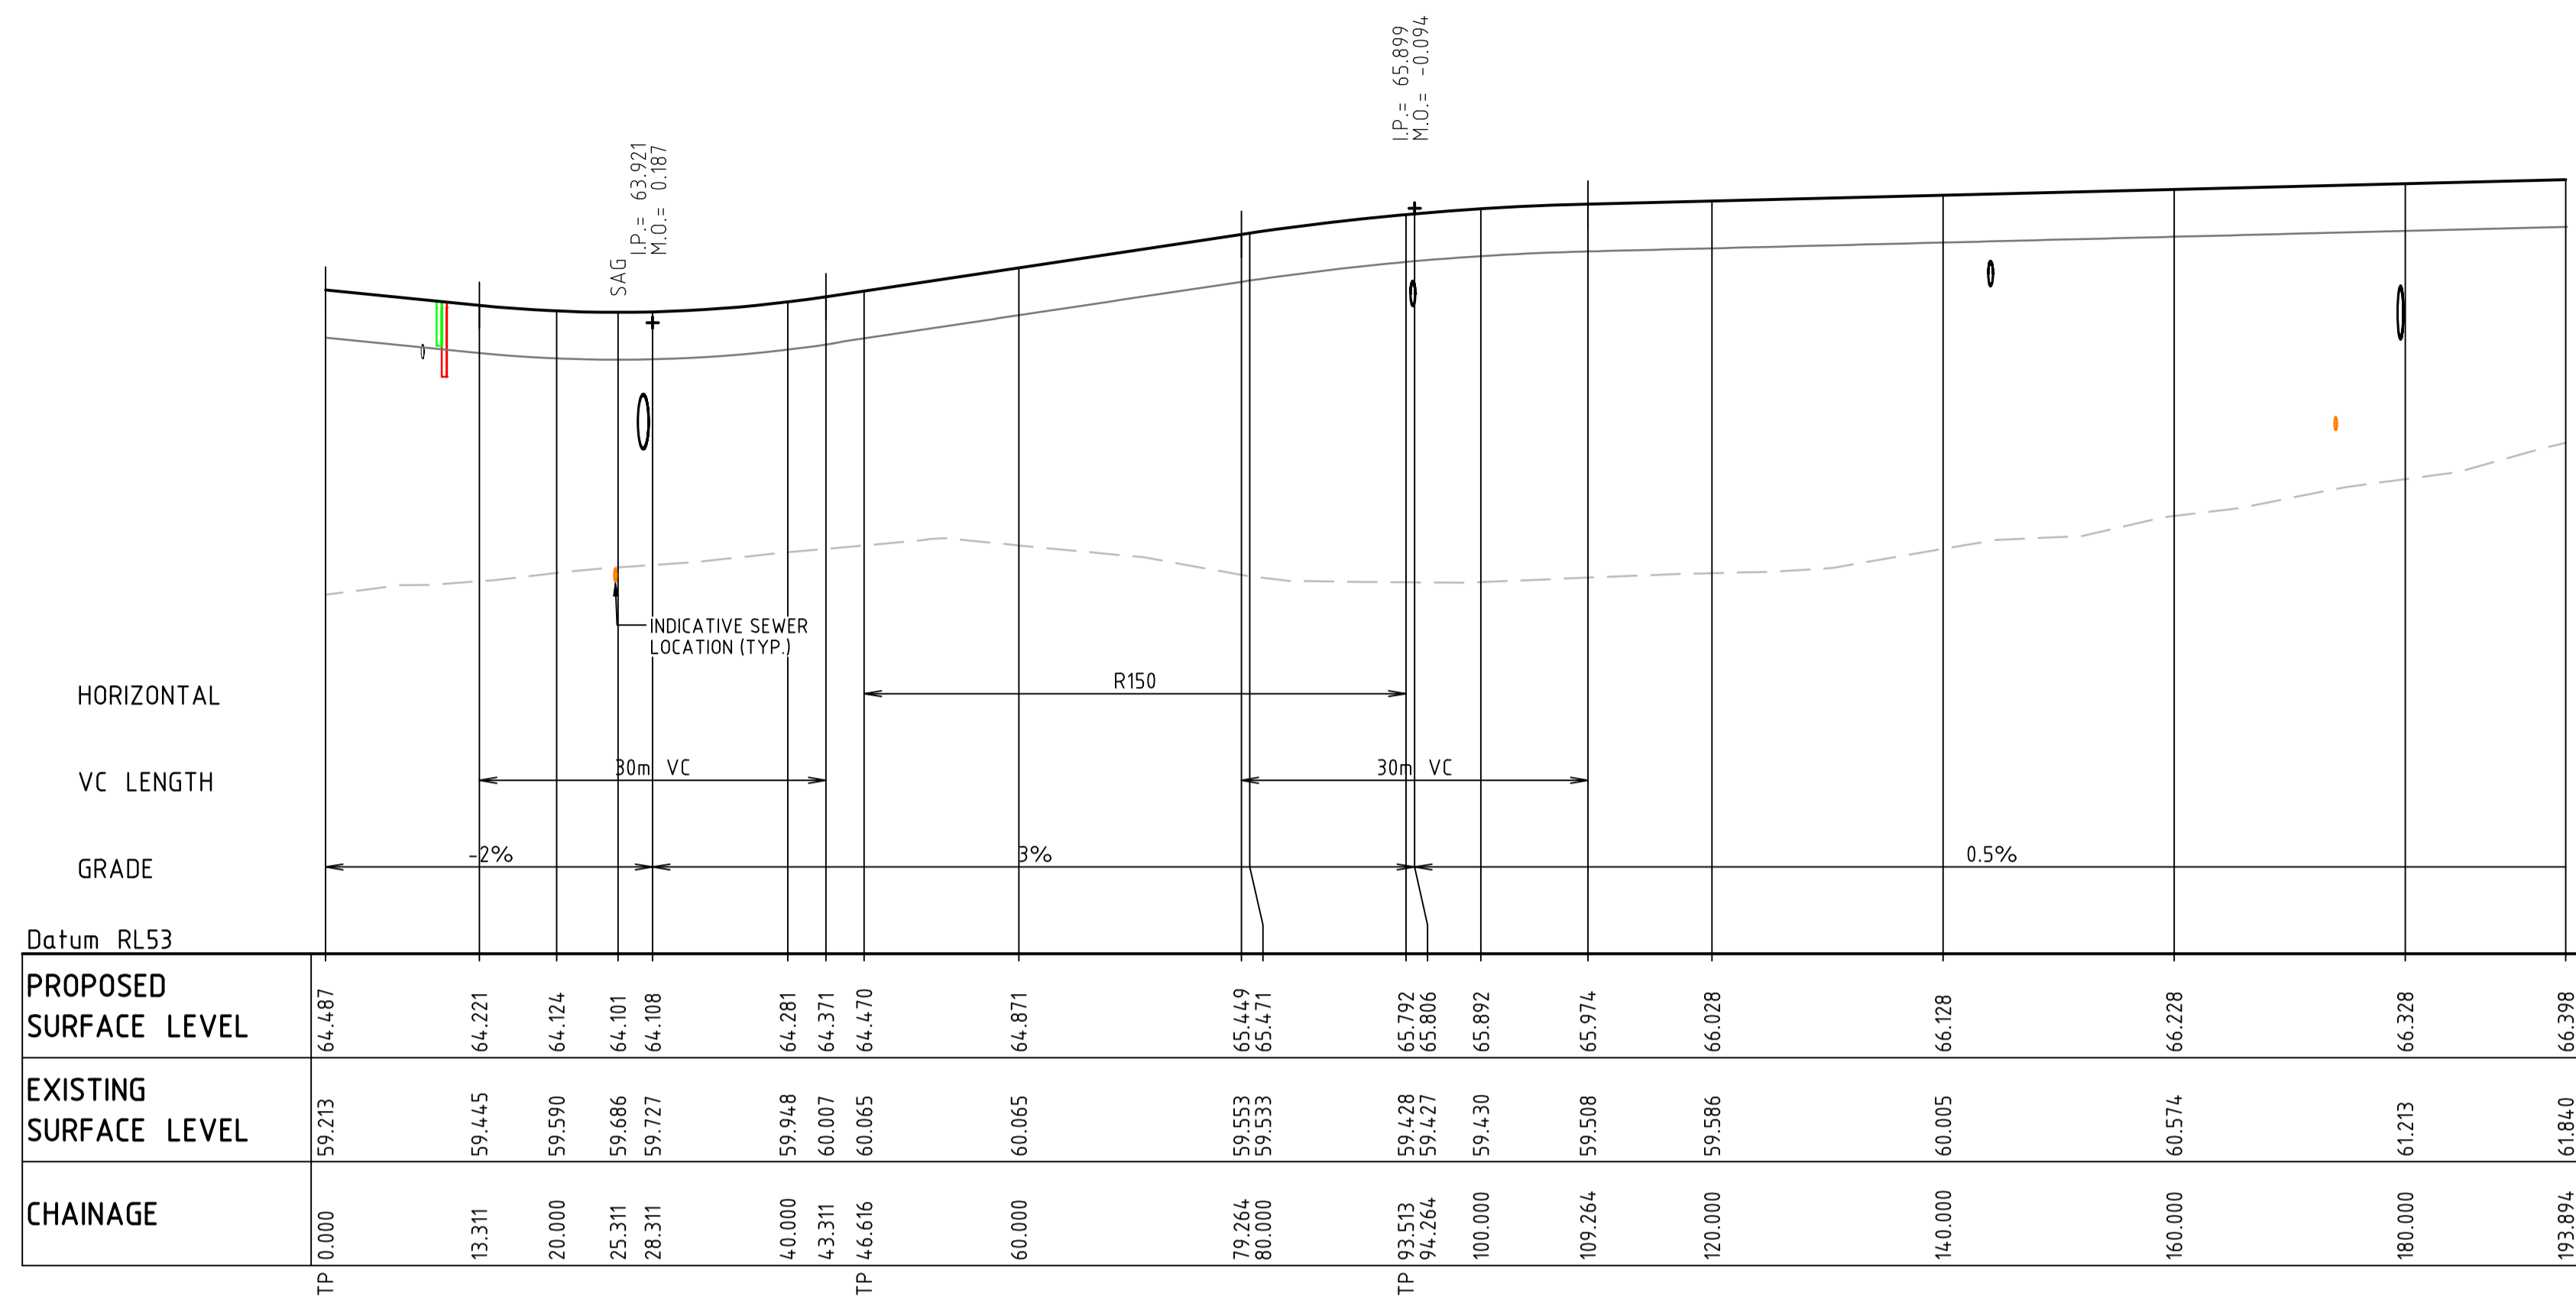 I.P.= 65.899
M.O.= -0.094
I.P.= 63.921
M.O.= 0.187
SAG
INDICATIVE SEWER
LOCATION (TYP.)
HORIZONTAL
R150
VC LENGTH
30m VC
30m VC
GRADE
-2%
3%
0.5%
Datum RL53
PROPOSED
SURFACE LEVEL
64.487
64.221
64.124
64.101
64.108
64.281
64.371
64.470
64.871
65.449
65.471
65.792
65.806
65.892
65.974
66.028
66.128
66.228
66.328
66.398
EXISTING
SURFACE LEVEL
59.213
59.445
59.590
59.686
59.727
59.948
60.007
60.065
60.065
59.553
59.533
59.428
59.427
59.430
59.508
59.586
60.005
60.574
61.213
61.840
CHAINAGE
TP 0.000
13.311
20.000
25.311
28.311
40.000
43.311
TP 46.616
60.000
79.264
80.000
TP 93.513
94.264
100.000
109.264
120.000
140.000
160.000
180.000
193.894